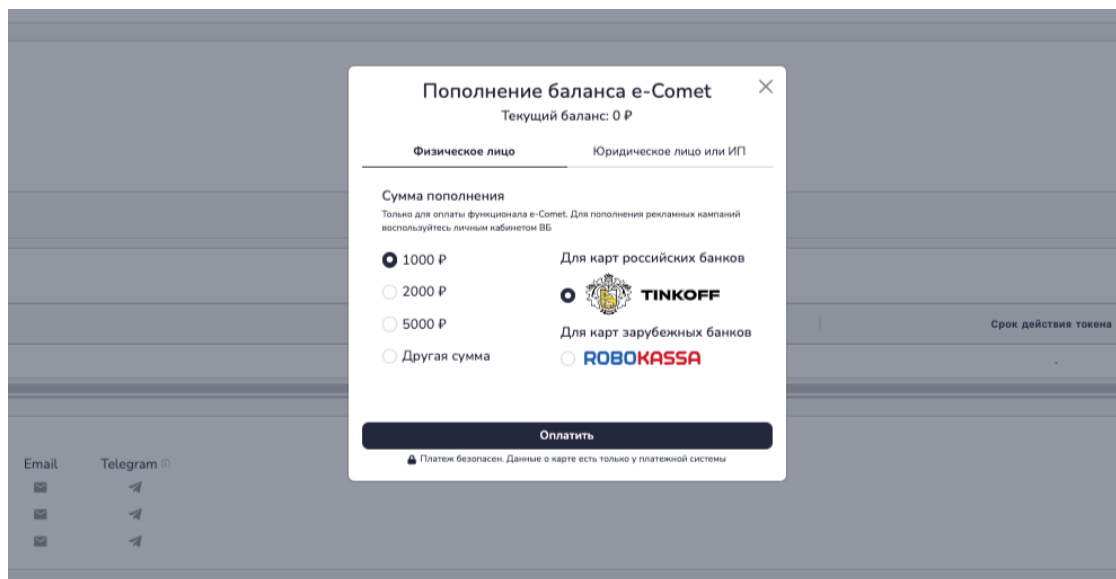 Пополнение баланса e-Comet
Текущий баланс: 0 ₽
Физическое лицо
Юридическое лицо или ИП
Сумма пополнения
Только для оплаты функционала e-Comet. Для пополнения рекламных кампаний
воспользуйтесь личным кабинетом ВБ
1000 ₽
2000 ₽
5000 ₽
Другая сумма
Для карт российских банков
TINKOFF
Для карт зарубежных банков
ROBOKASSA
Оплатить
Платеж безопасен. Данные о карте есть только у платежной системы
Срок действия токена
-
Email
Telegram